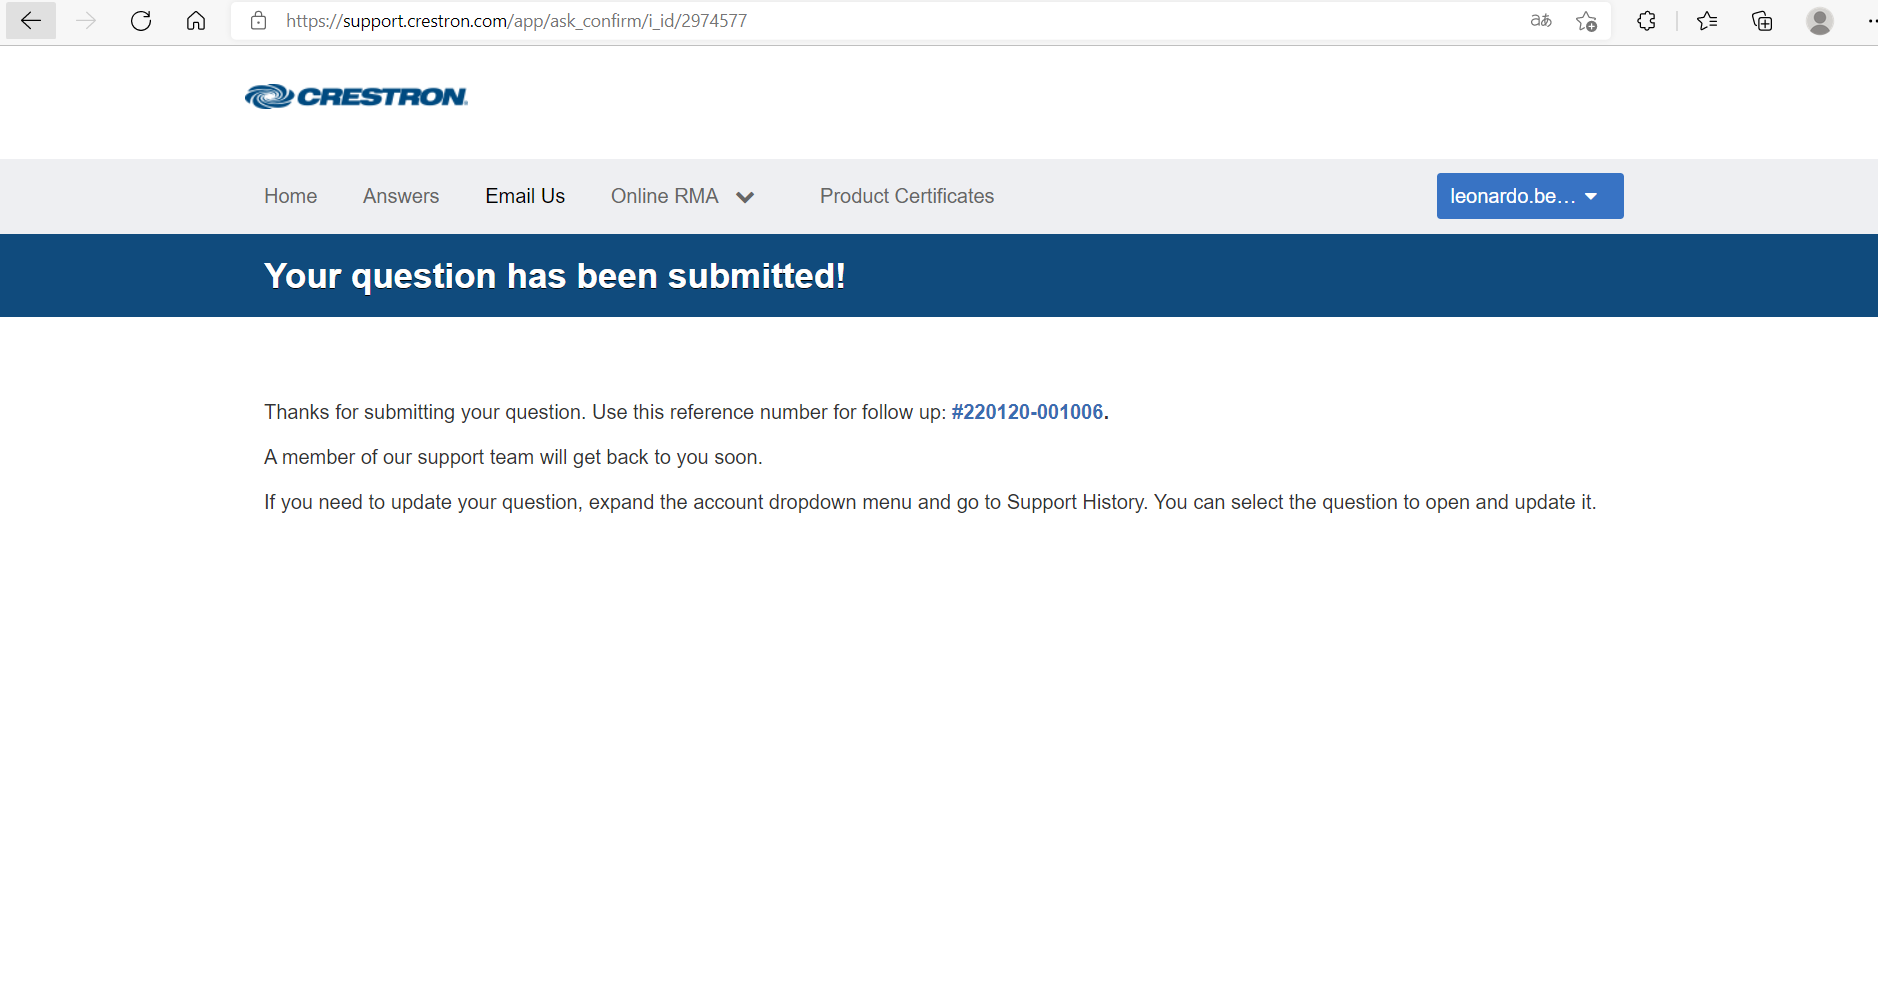 https://support.crestron.com/app/ask_confirm/i_id/2974577
aあ
CRESTRON
Home Answers Email Us Online RMA Product Certificates leonardo.be...
Your question has been submitted!
Thanks for submitting your question. Use this reference number for follow up: #220120-001006.
A member of our support team will get back to you soon.
If you need to update your question, expand the account dropdown menu and go to Support History. You can select the question to open and update it.